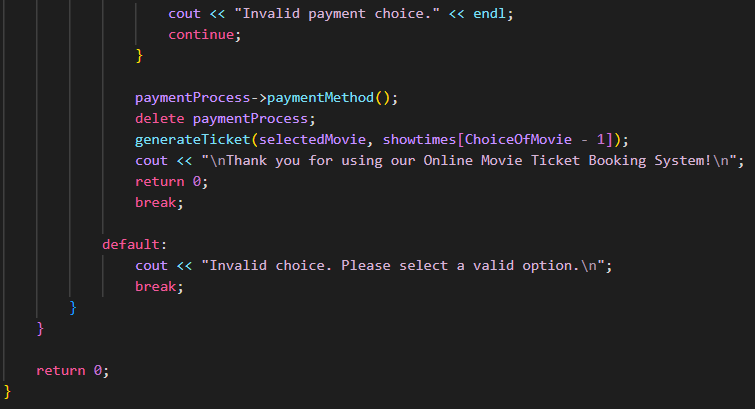 cout << "Invalid payment choice." << endl;
continue;
}
paymentProcess->paymentMethod();
delete paymentProcess;
generateTicket(selectedMovie, showtimes[ChoiceOfMovie - 1]);
cout << "\nThank you for using our Online Movie Ticket Booking System!\n";
return 0;
break;
default:
cout << "Invalid choice. Please select a valid option.\n";
break;
}
}
return 0;
}